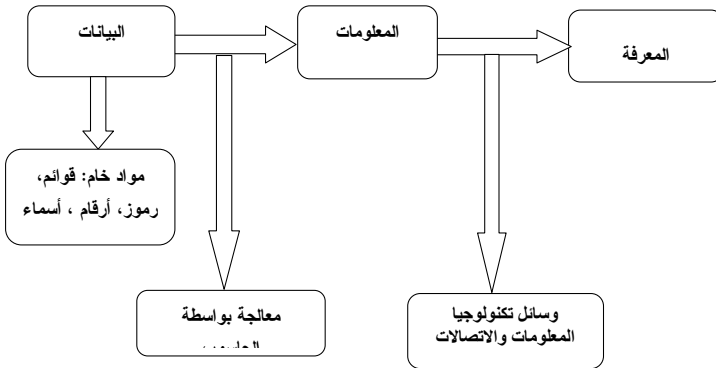 البيانات
المعلومات
المعرفة
مواد خام: قوائم،
رموز، أرقام ، أسماء
معالجة بواسطة
وسائل تكنولوجيا
المعلومات والاتصالات